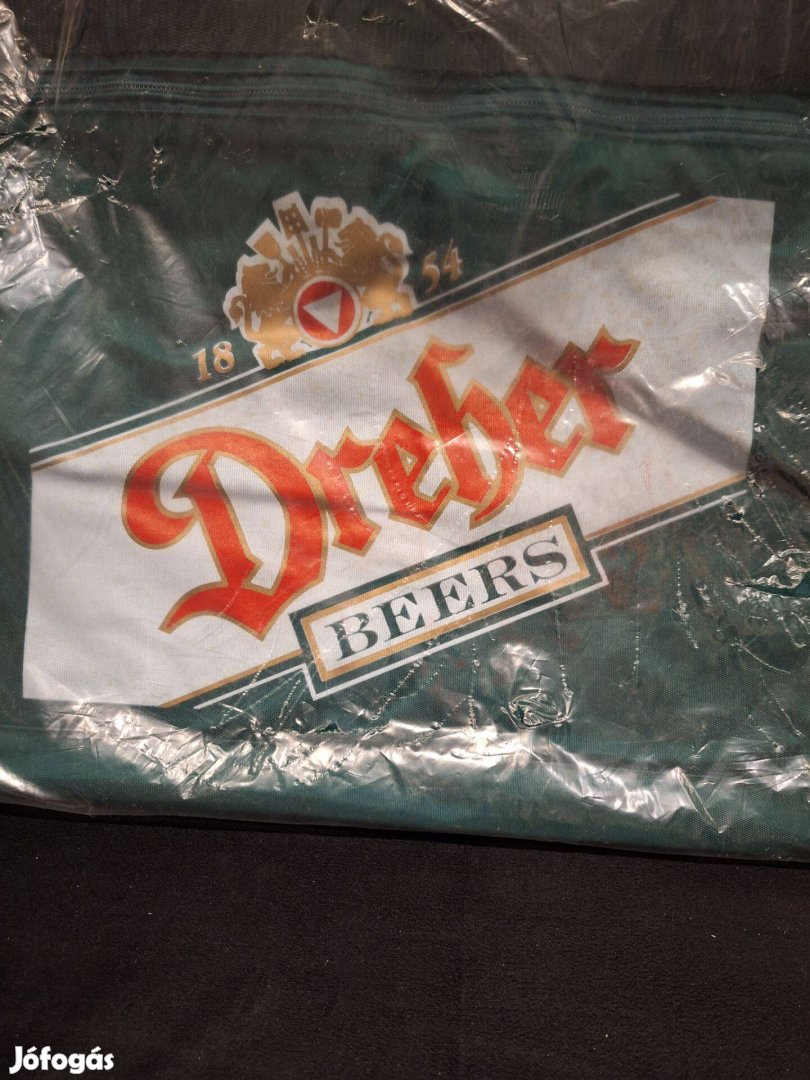 18 54
Dreher
BEERS
Jófogás